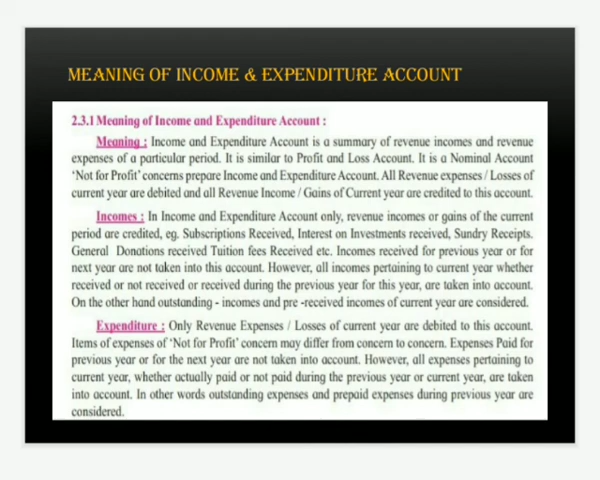 MEANING OF INCOME & EXPENDITURE ACCOUNT
2.3.1 Meaning of Income and Expenditure Account :
Meaning : Income and Expenditure Account is a summary of revenue incomes and revenue
expenses of a particular period. It is similar to Profit and Loss Account. It is a Nominal Account
'Not for Profit' concerns prepare Income and Expenditure Account. All Revenue expenses / Losses of
current year are debited and all Revenue Income / Gains of Current year are credited to this account.
Incomes : In Income and Expenditure Account only, revenue incomes or gains of the current
period are credited, eg. Subscriptions Received, Interest on Investments received, Sundry Receipts.
General Donations received Tuition fees Received etc. Incomes received for previous year or for
next year are not taken into this account. However, all incomes pertaining to current year whether
received or not received or received during the previous year for this year, are taken into account.
On the other hand outstanding - incomes and pre -received incomes of current year are considered.
Expenditure : Only Revenue Expenses / Losses of current year are debited to this account.
Items of expenses of 'Not for Profit' concern may differ from concern to concern. Expenses Paid for
previous year or for the next year are not taken into account. However, all expenses pertaining to
current year, whether actually paid or not paid during the previous year or current year, are taken
into account. In other words outstanding expenses and prepaid expenses during previous year are
considered.